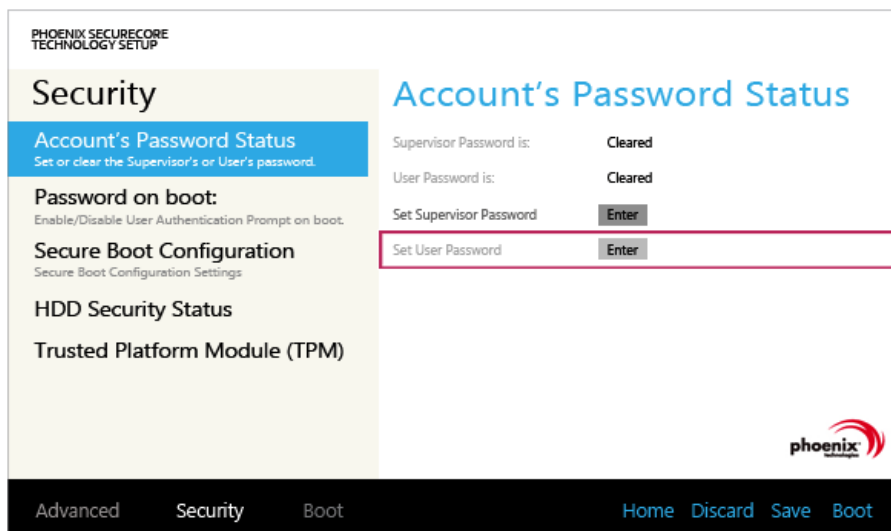 PHOENIX SECURECORE
TECHNOLOGY SETUP
Security
Account's Password Status
Set or clear the Supervisor's or User's password.
Password on boot:
Enable/Disable User Authentication Prompt on boot.
Secure Boot Configuration
Secure Boot Configuration Settings
HDD Security Status
Trusted Platform Module (TPM)
Account's Password Status
Supervisor Password is: Cleared
User Password is: Cleared
Set Supervisor Password Enter
Set User Password Enter
phoenix
technologies
Advanced Security Boot Home Discard Save Boot